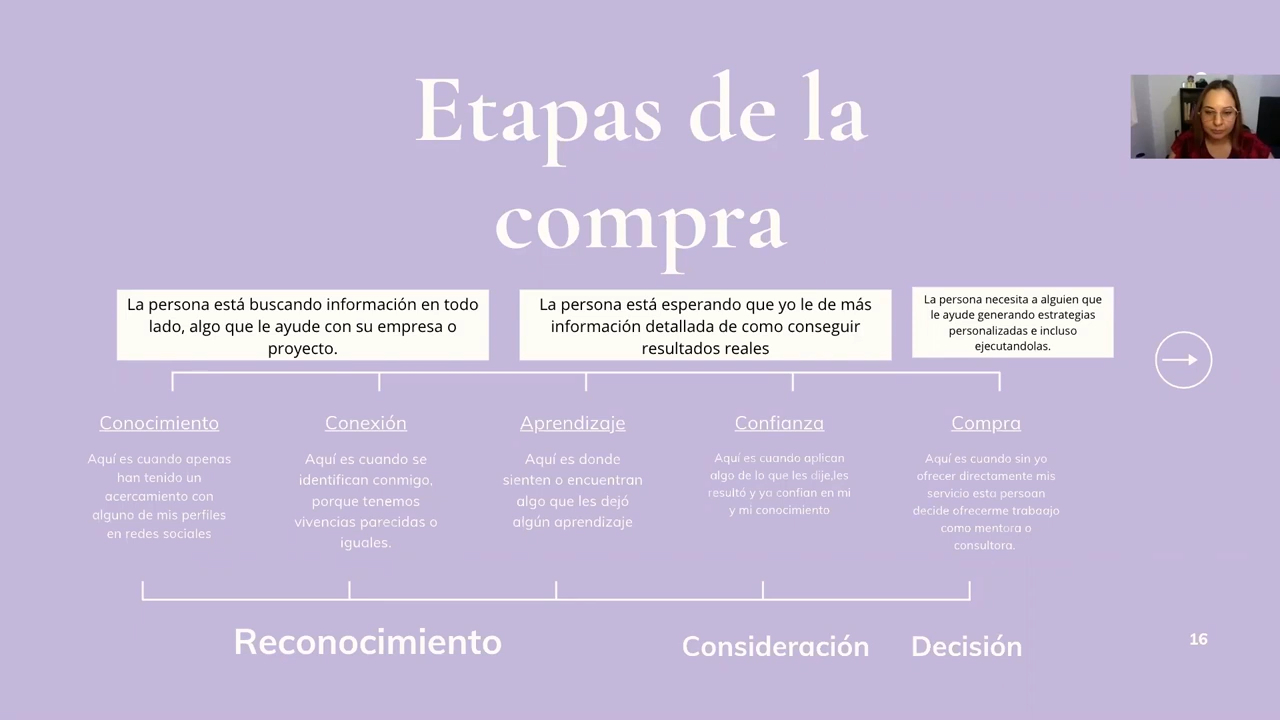 Etapas de la
compra
La persona está buscando información en todo
lado, algo que le ayude con su empresa o
proyecto.
La persona está esperando que yo le de más
información detallada de como conseguir
resultados reales
La persona necesita a alguien que
le ayude generando estrategias
personalizadas e incluso
ejecutandolas.
Conocimiento
Aquí es cuando apenas
han tenido un
acercamiento con
alguno de mis perfiles
en redes sociales
Conexión
Aquí es cuando se
identifican conmigo,
porque tenemos
vivencias parecidas o
iguales.
Aprendizaje
Aquí es donde
sienten o encuentran
algo que les dejó
algún aprendizaje
Confianza
Aquí es cuando aplican
algo de lo que les dije,les
resultó y ya confian en mi
y mi conocimiento
Compra
Aquí es cuando sin yo
ofrecer directamente mis
servicio esta persoan
decide ofrecerme trabaajo
como mentora o
consultora.
Reconocimiento
Consideración
Decisión
16